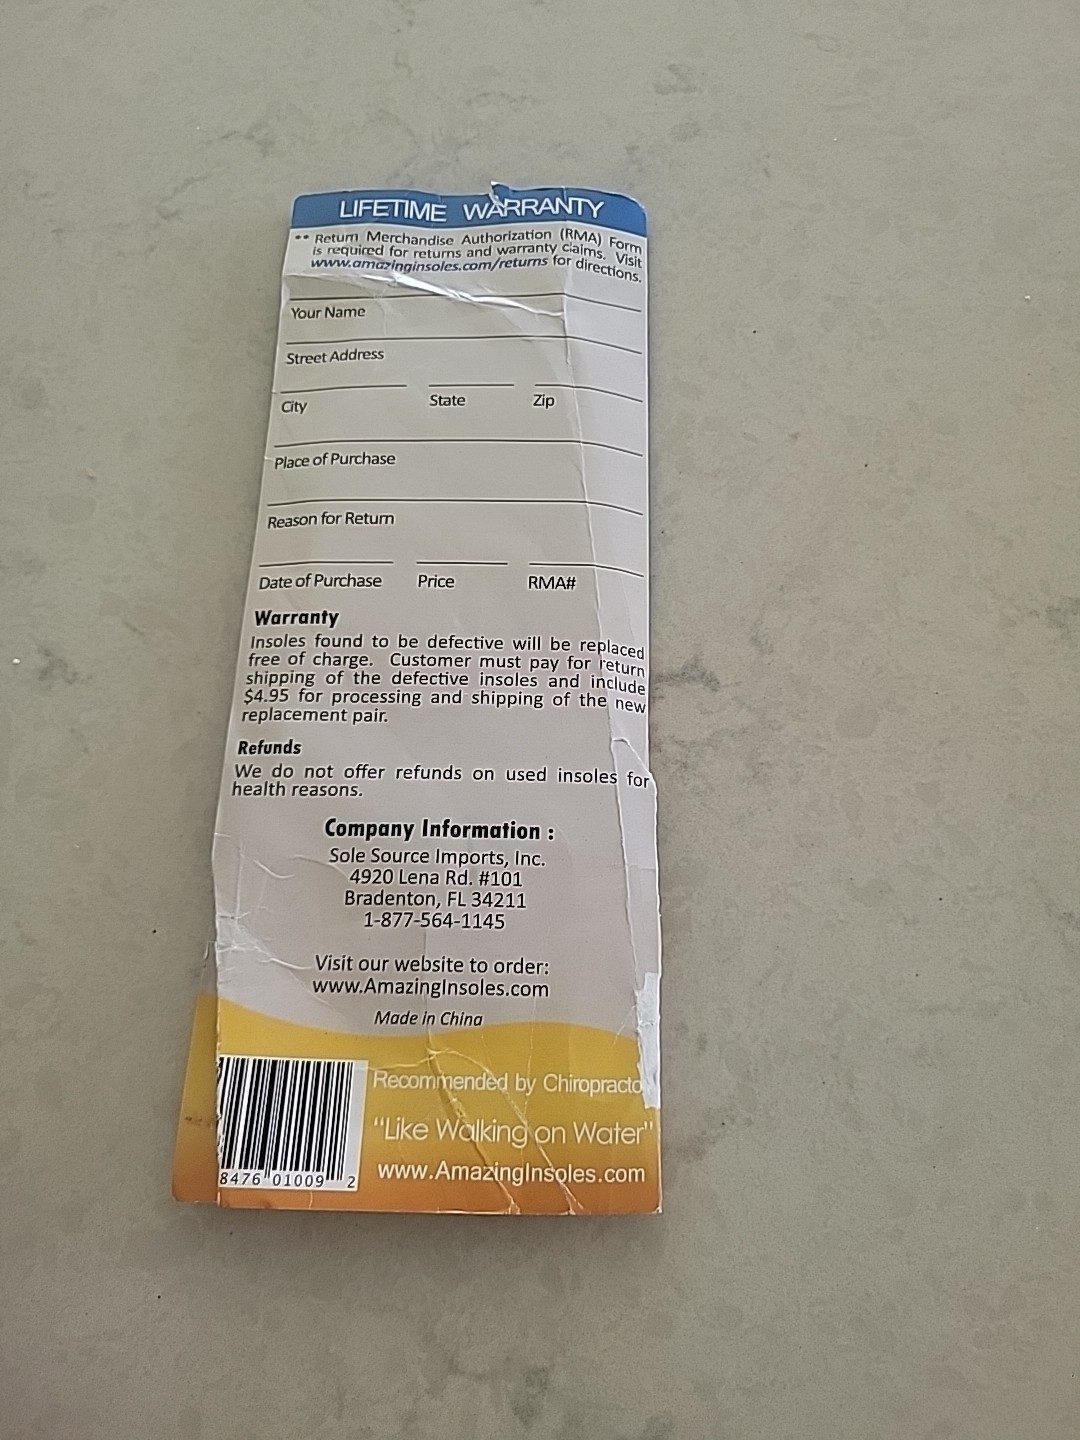 LIFETIME WARRANTY
** Return Merchandise Authorization (RMA) Form
is required for returns and warranty claims. Visit
www.amazinginsoles.com/returns for directions.
Your Name
Street Address
City State Zip
Place of Purchase
Reason for Return
Date of Purchase Price RMA#
Warranty
Insoles found to be defective will be replaced
free of charge. Customer must pay for return
shipping of the defective insoles and include
$4.95 for processing and shipping of the new
replacement pair.
Refunds
We do not offer refunds on used insoles for
health reasons.
Company Information :
Sole Source Imports, Inc.
4920 Lena Rd. #101
Bradenton, FL 34211
1-877-564-1145
Visit our website to order:
www.AmazingInsoles.com
Made in China
Recommended by Chiropracto
"Like Walking on Water"
www.AmazingInsoles.com
8476 01009 2